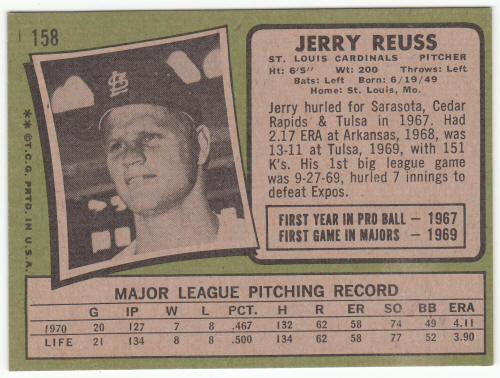 158
**©T.C.G. PRTD. IN U.S.A.
JERRY REUSS
ST. LOUIS CARDINALS PITCHER
Ht: 6'5" Wt: 200 Throws: Left
Bats: Left Born: 6/19/49
Home: St. Louis, Mo.
Jerry hurled for Sarasota, Cedar
Rapids & Tulsa in 1967. Had
2.17 ERA at Arkansas, 1968, was
13-11 at Tulsa, 1969, with 151
K's. His 1st big league game
was 9-27-69, hurled 7 innings to
defeat Expos.
FIRST YEAR IN PRO BALL — 1967
FIRST GAME IN MAJORS — 1969
MAJOR LEAGUE PITCHING RECORD
G IP W L PCT. H R ER SO BB ERA
1970 20 127 7 8 .467 132 62 58 74 49 4.11
LIFE 21 134 8 8 .500 134 62 58 77 52 3.90